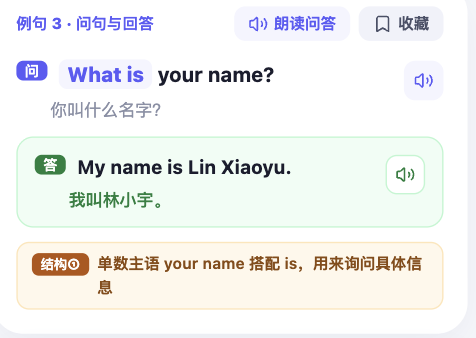 例句 3 · 问句与回答
朗读问答
收藏
问 What is your name?
你叫什么名字?
答 My name is Lin Xiaoyu.
我叫林小宇。
结构① 单数主语 your name 搭配 is，用来询问具体信
息